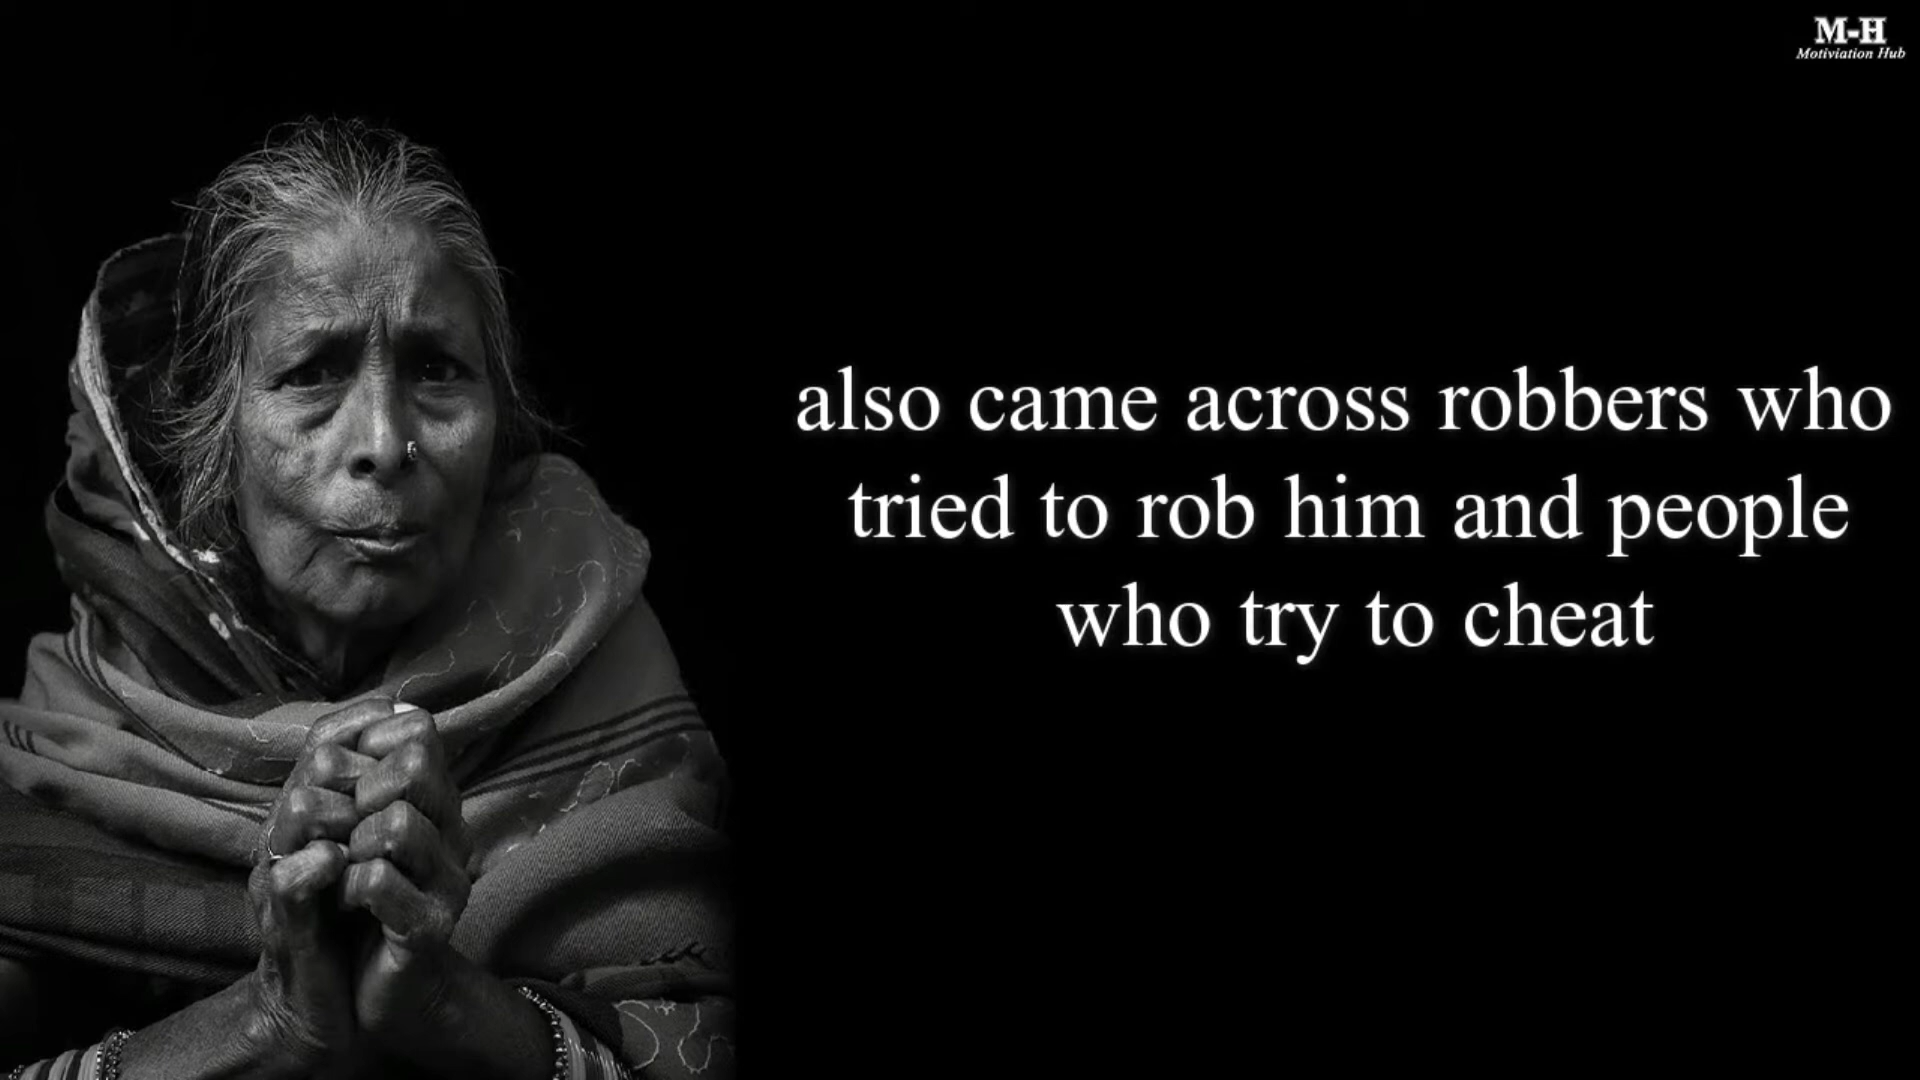 M-H
Motiviation Hub
also came across robbers who
tried to rob him and people
who try to cheat